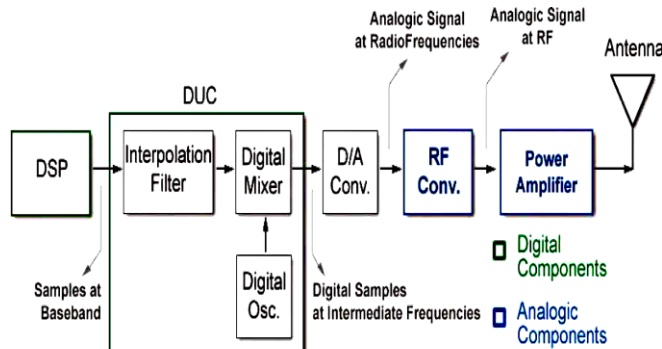 Analogic Signal
at RadioFrequencies
Analogic Signal
at RF
Antenna
DUC
DSP
Interpolation
Filter
Digital
Mixer
D/A
Conv.
RF
Conv.
Power
Amplifier
Digital
Osc.
Samples at
Baseband
Digital Samples
at Intermediate Frequencies
Digital
Components
Analogic
Components